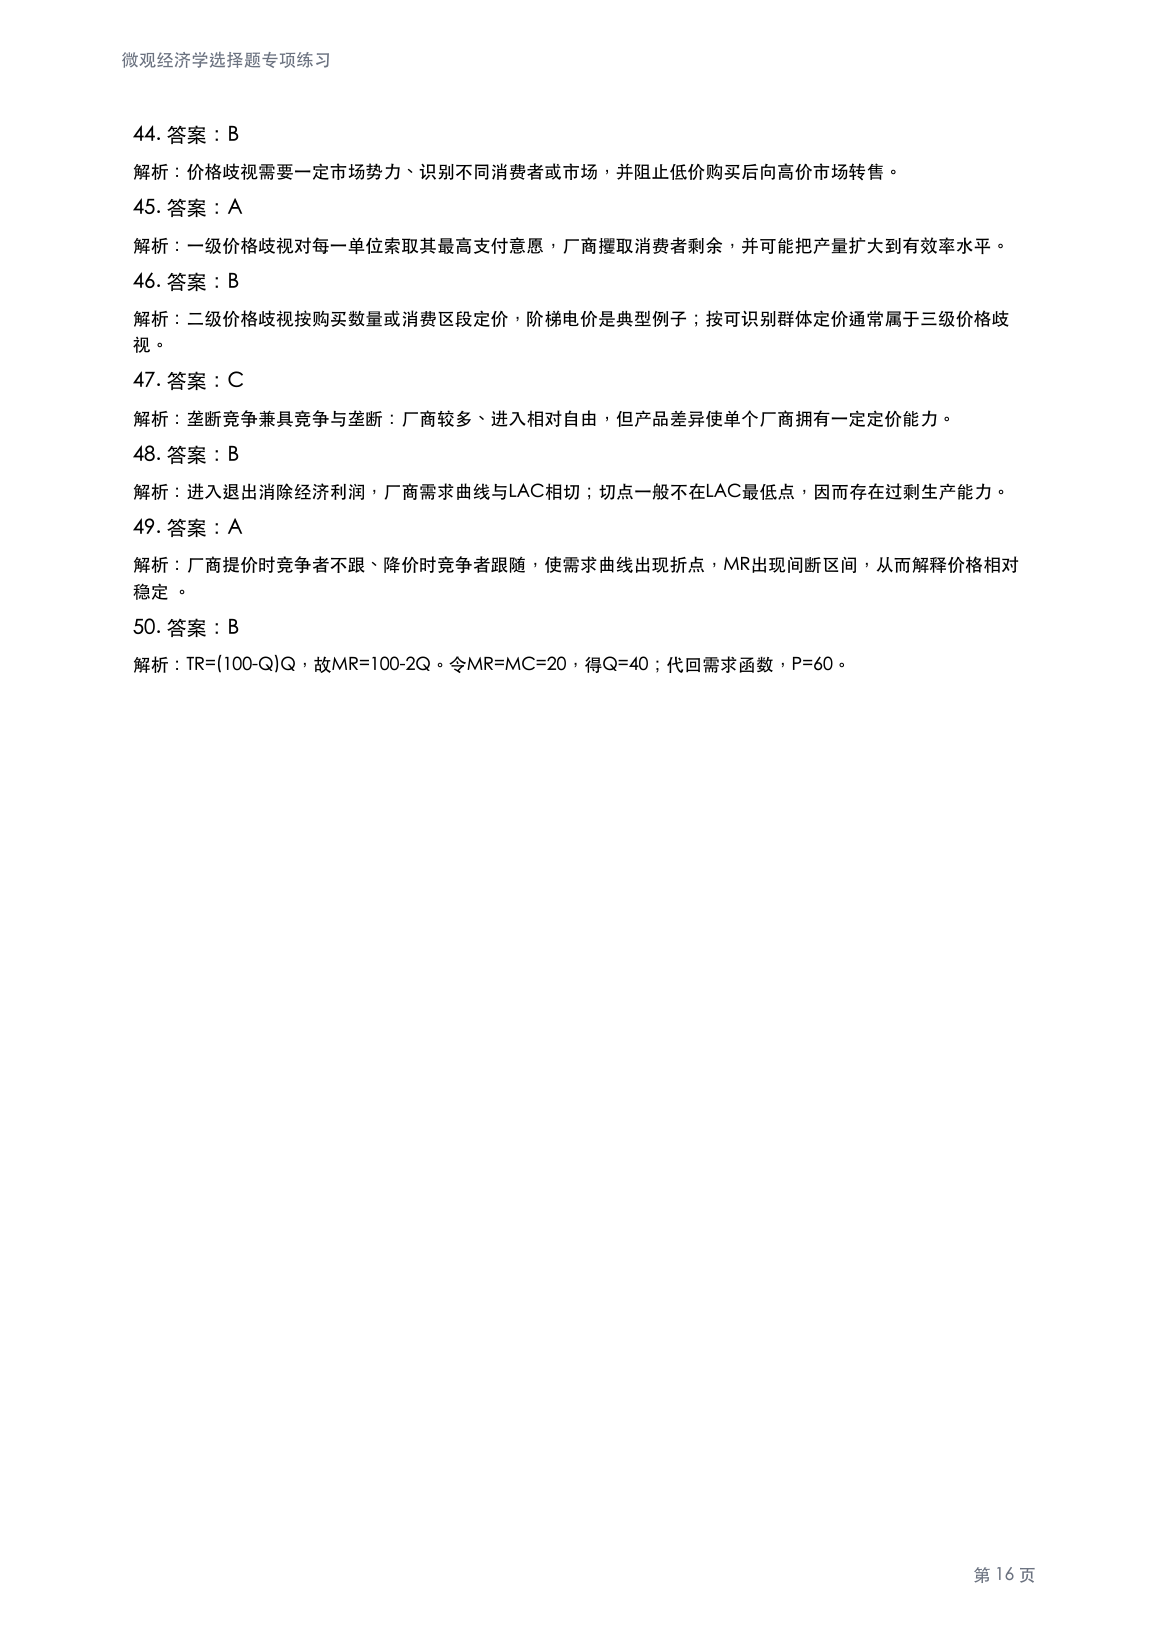 微观经济学选择题专项练习
44. 答案：B
解析：价格歧视需要一定市场势力、识别不同消费者或市场，并阻止低价购买后向高价市场转售。
45. 答案：A
解析：一级价格歧视对每一单位索取其最高支付意愿，厂商攫取消费者剩余，并可能把产量扩大到有效率水平。
46. 答案：B
解析：二级价格歧视按购买数量或消费区段定价，阶梯电价是典型例子；按可识别群体定价通常属于三级价格歧
视。
47. 答案：C
解析：垄断竞争兼具竞争与垄断：厂商较多、进入相对自由，但产品差异使单个厂商拥有一定定价能力。
48. 答案：B
解析：进入退出消除经济利润，厂商需求曲线与LAC相切；切点一般不在LAC最低点，因而存在过剩生产能力。
49. 答案：A
解析：厂商提价时竞争者不跟、降价时竞争者跟随，使需求曲线出现折点，MR出现间断区间，从而解释价格相对
稳定 。
50. 答案：B
解析：TR=(100-Q)Q，故MR=100-2Q。令MR=MC=20，得Q=40；代回需求函数，P=60。
第 16 页